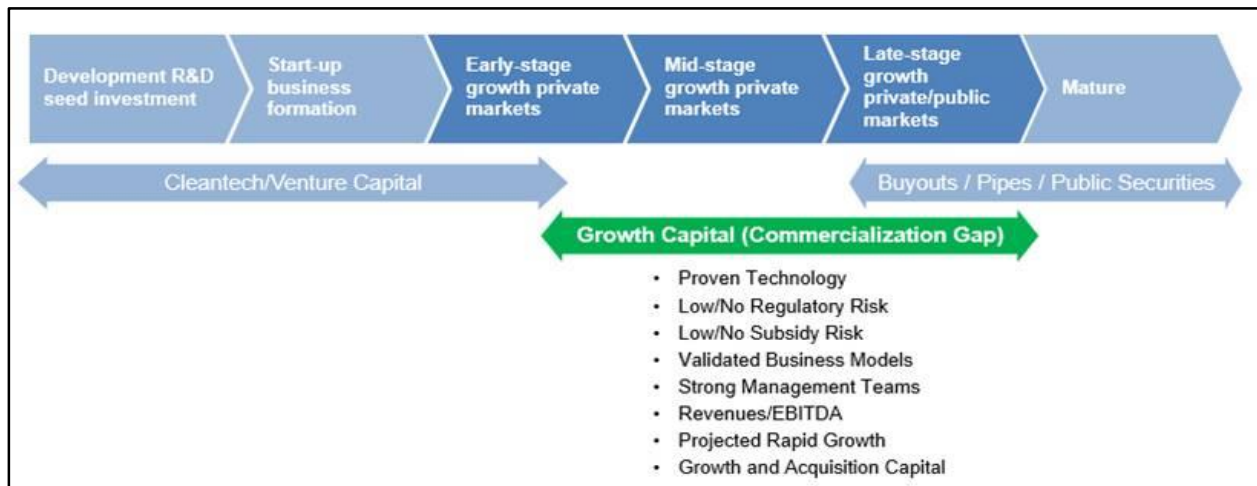 Development R&D
seed investment
Start-up
business
formation
Early-stage
growth private
markets
Mid-stage
growth private
markets
Late-stage
growth
private/public
markets
Mature
Cleantech/Venture Capital
Buyouts / Pipes / Public Securities
Growth Capital (Commercialization Gap)
• Proven Technology
• Low/No Regulatory Risk
• Low/No Subsidy Risk
• Validated Business Models
• Strong Management Teams
• Revenues/EBITDA
• Projected Rapid Growth
• Growth and Acquisition Capital